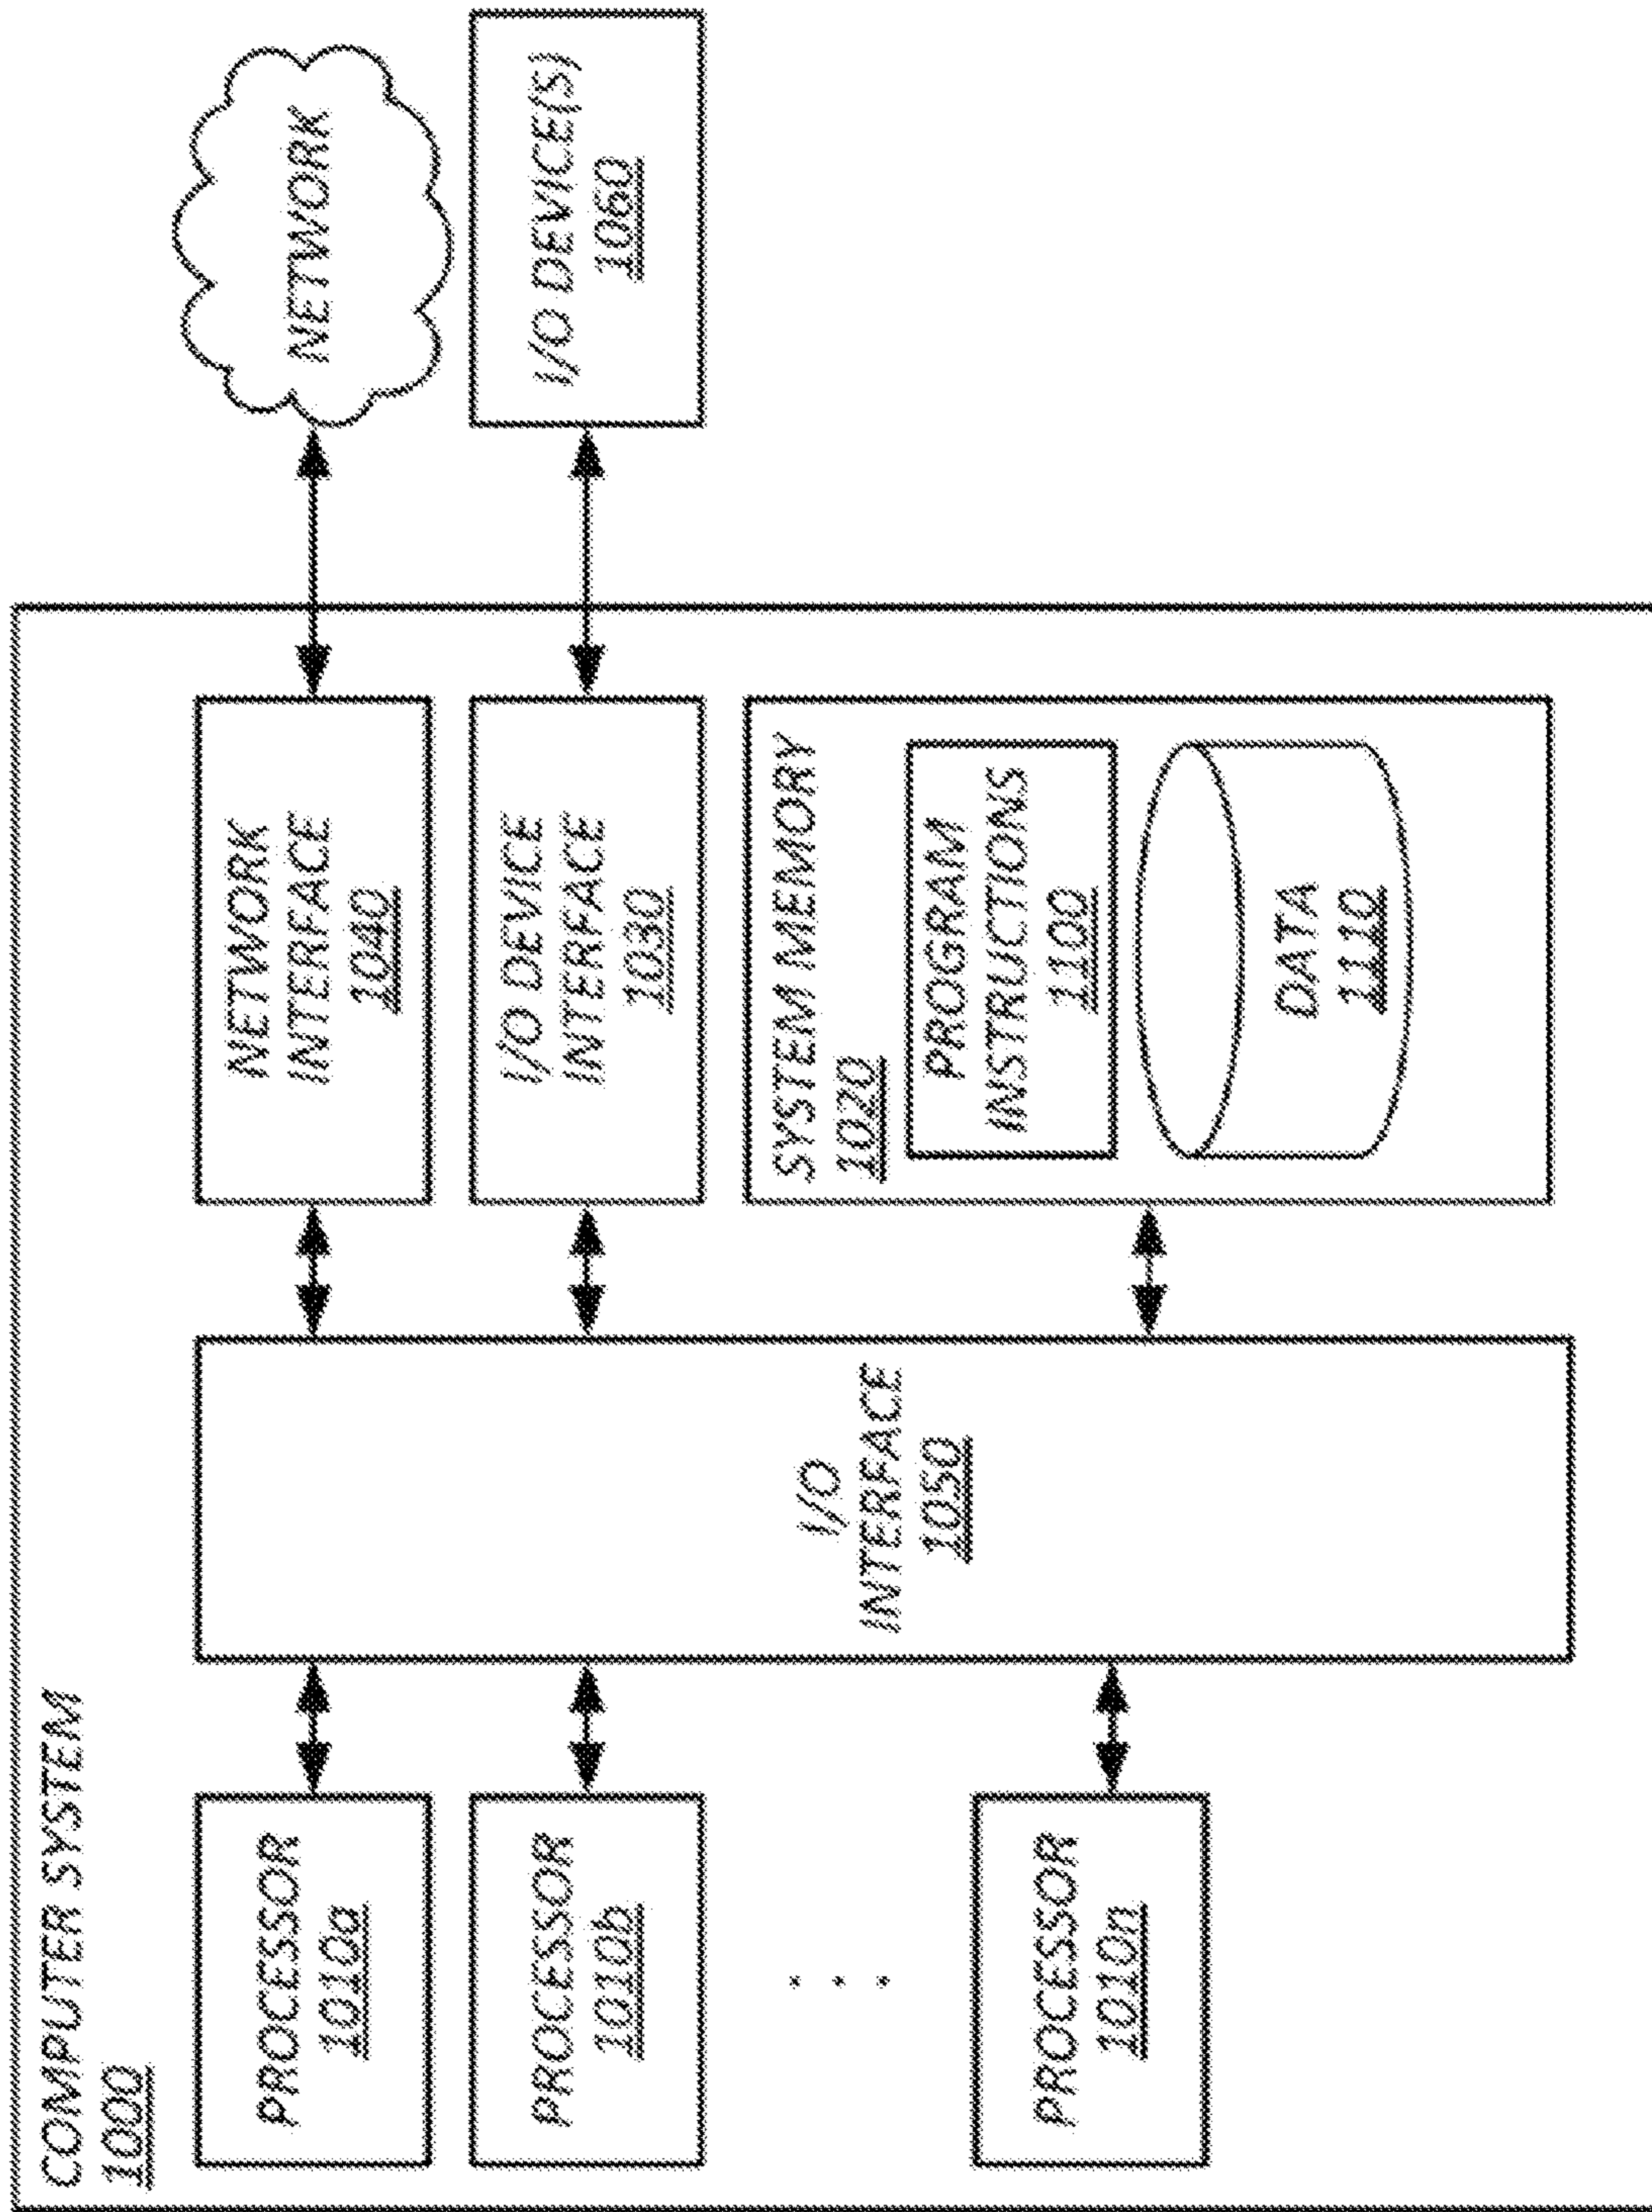 COMPUTER SYSTEM
1000
PROCESSOR
1010a
PROCESSOR
1010b
. . .
PROCESSOR
1010n
I/O
INTERFACE
1050
NETWORK
INTERFACE
1040
I/O DEVICE
INTERFACE
1030
SYSTEM MEMORY
1020
PROGRAM
INSTRUCTIONS
1100
DATA
1110
NETWORK
I/O DEVICE(S)
1060